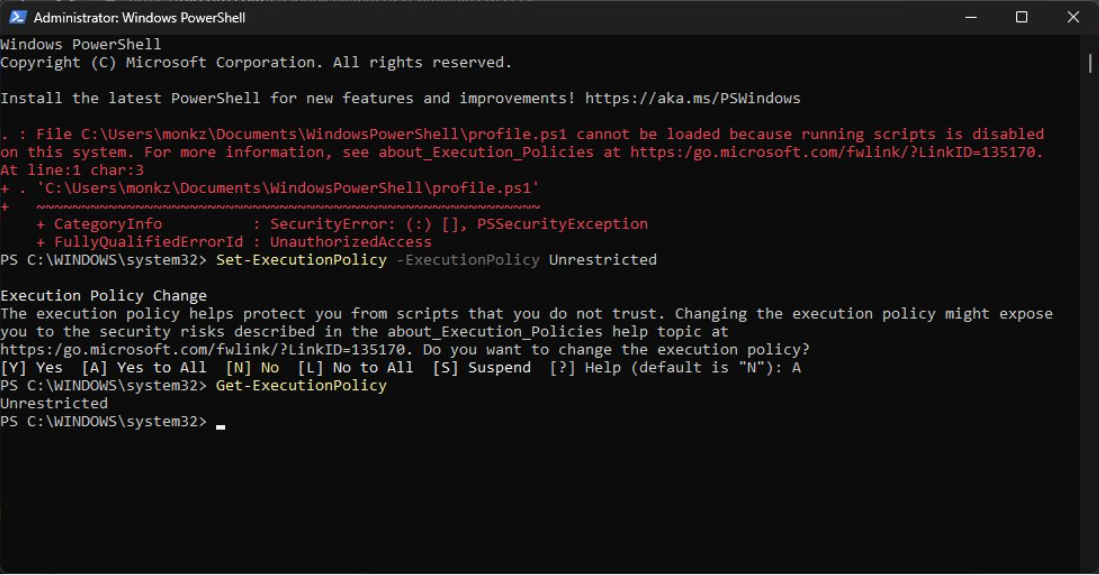 Administrator: Windows PowerShell
Windows PowerShell
Copyright (C) Microsoft Corporation. All rights reserved.
Install the latest PowerShell for new features and improvements! https://aka.ms/PSWindows
. : File C:\Users\monkz\Documents\WindowsPowerShell\profile.ps1 cannot be loaded because running scripts is disabled
on this system. For more information, see about_Execution_Policies at https:/go.microsoft.com/fwlink/?LinkID=135170.
At line:1 char:3
+ . 'C:\Users\monkz\Documents\WindowsPowerShell\profile.ps1'
+   ~~~~~~~~~~~~~~~~~~~~~~~~~~~~~~~~~~~~~~~~~~~~~~~~~~~~~~~~
    + CategoryInfo          : SecurityError: (:) [], PSSecurityException
    + FullyQualifiedErrorId : UnauthorizedAccess
PS C:\WINDOWS\system32> Set-ExecutionPolicy -ExecutionPolicy Unrestricted
Execution Policy Change
The execution policy helps protect you from scripts that you do not trust. Changing the execution policy might expose
you to the security risks described in the about_Execution_Policies help topic at
https:/go.microsoft.com/fwlink/?LinkID=135170. Do you want to change the execution policy?
[Y] Yes  [A] Yes to All  [N] No  [L] No to All  [S] Suspend  [?] Help (default is "N"): A
PS C:\WINDOWS\system32> Get-ExecutionPolicy
Unrestricted
PS C:\WINDOWS\system32>